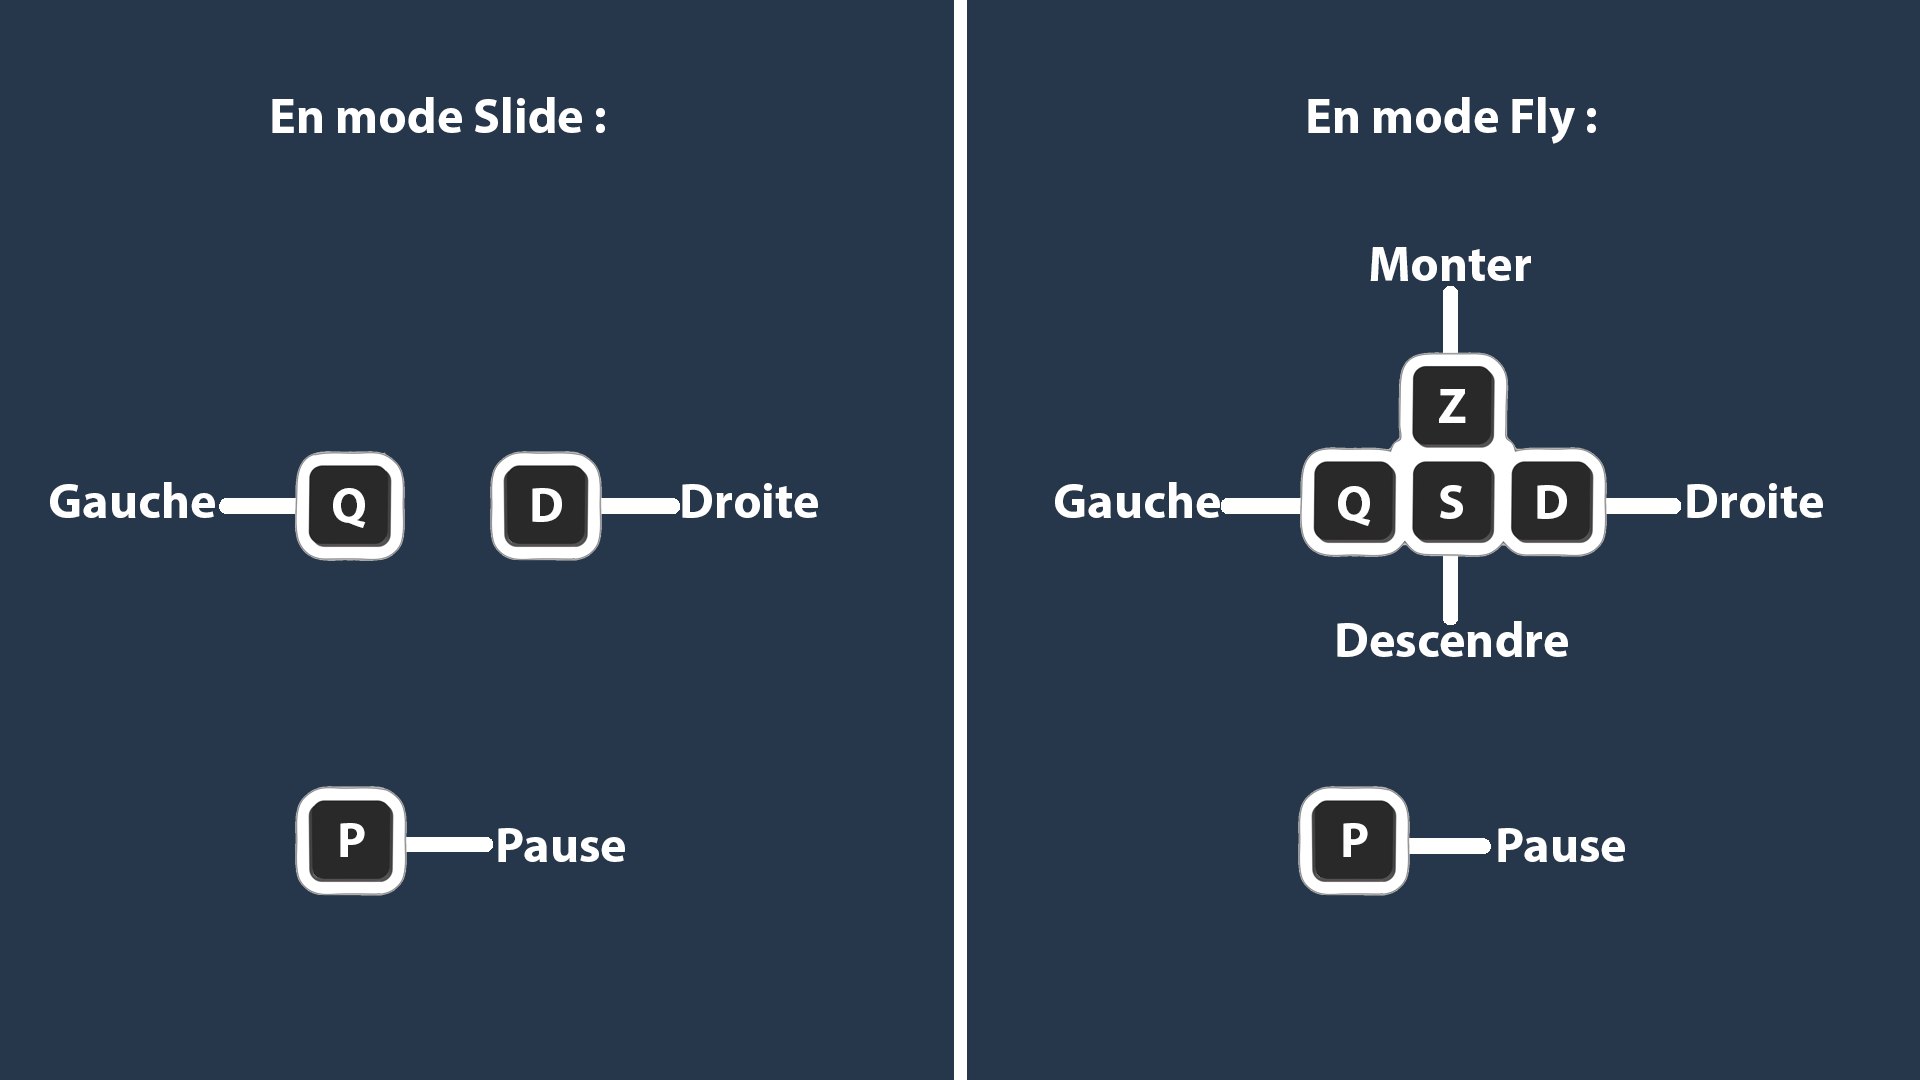 En mode Slide :
Gauche Q D Droite
P Pause
En mode Fly :
Monter
Z
Gauche Q S D Droite
Descendre
P Pause